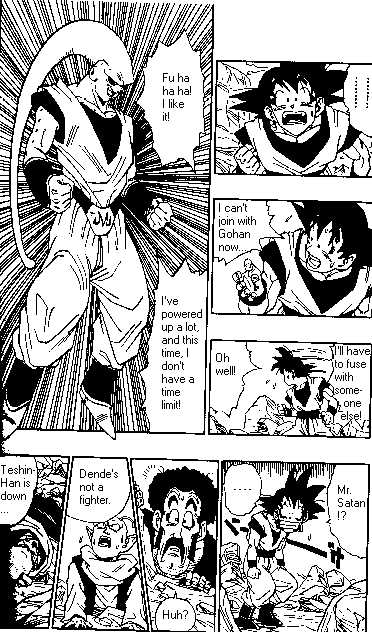 Fu ha
ha ha!
I like
it!
I've
powered
up a lot,
and this
time, I
don't
have a
time
limit!
......
I can't
join with
Gohan
now....
Oh
well!
I'll have
to fuse
with
some-
one
else!
Teshin-
Han is
down
...
Dende's
not a
fighter.
Huh?
........
Mr.
Satan
!?